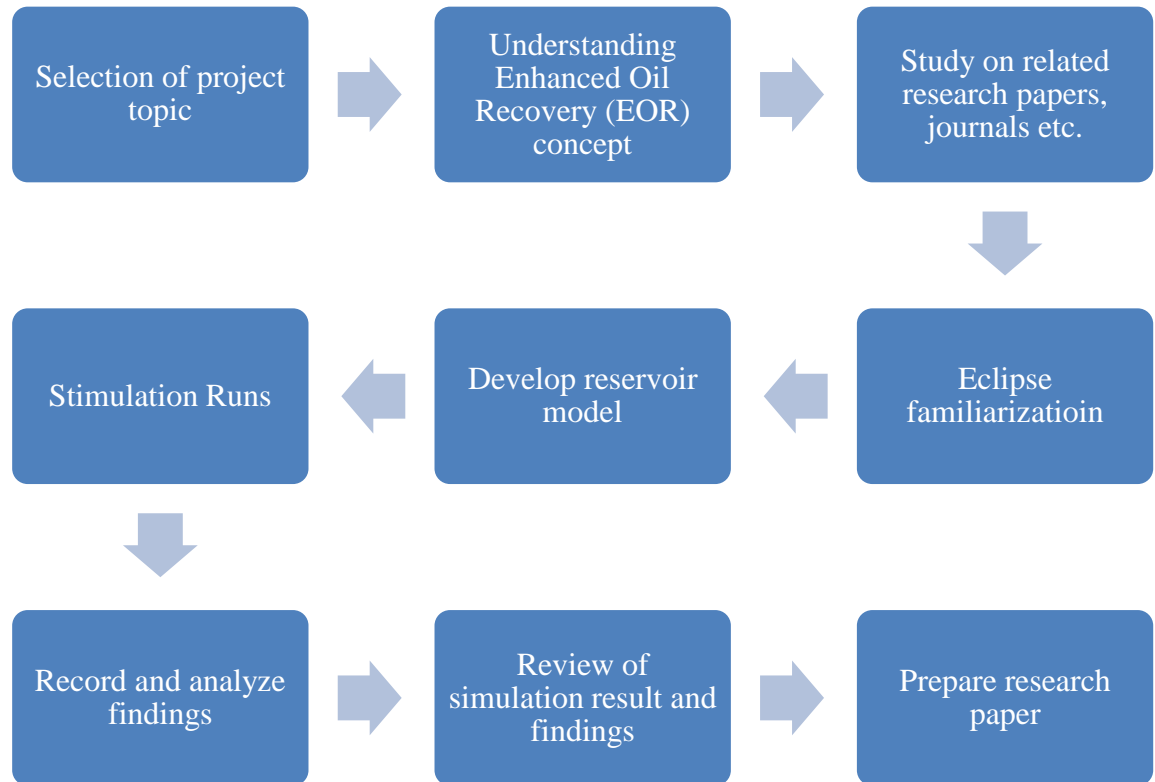 Selection of project
topic
Understanding
Enhanced Oil
Recovery (EOR)
concept
Study on related
research papers,
journals etc.
Eclipse
familiarizatioin
Develop reservoir
model
Stimulation Runs
Record and analyze
findings
Review of
simulation result and
findings
Prepare research
paper